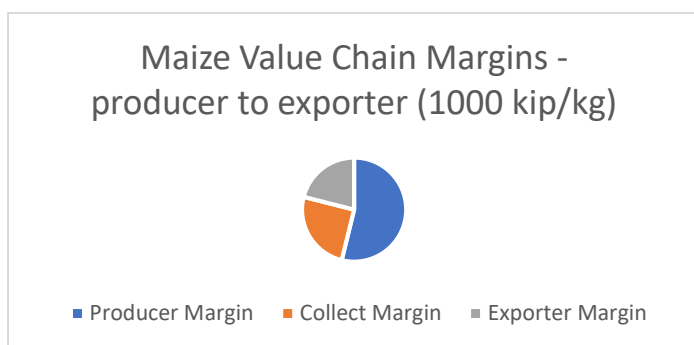 Maize Value Chain Margins -
producer to exporter (1000 kip/kg)
Producer Margin Collect Margin Exporter Margin